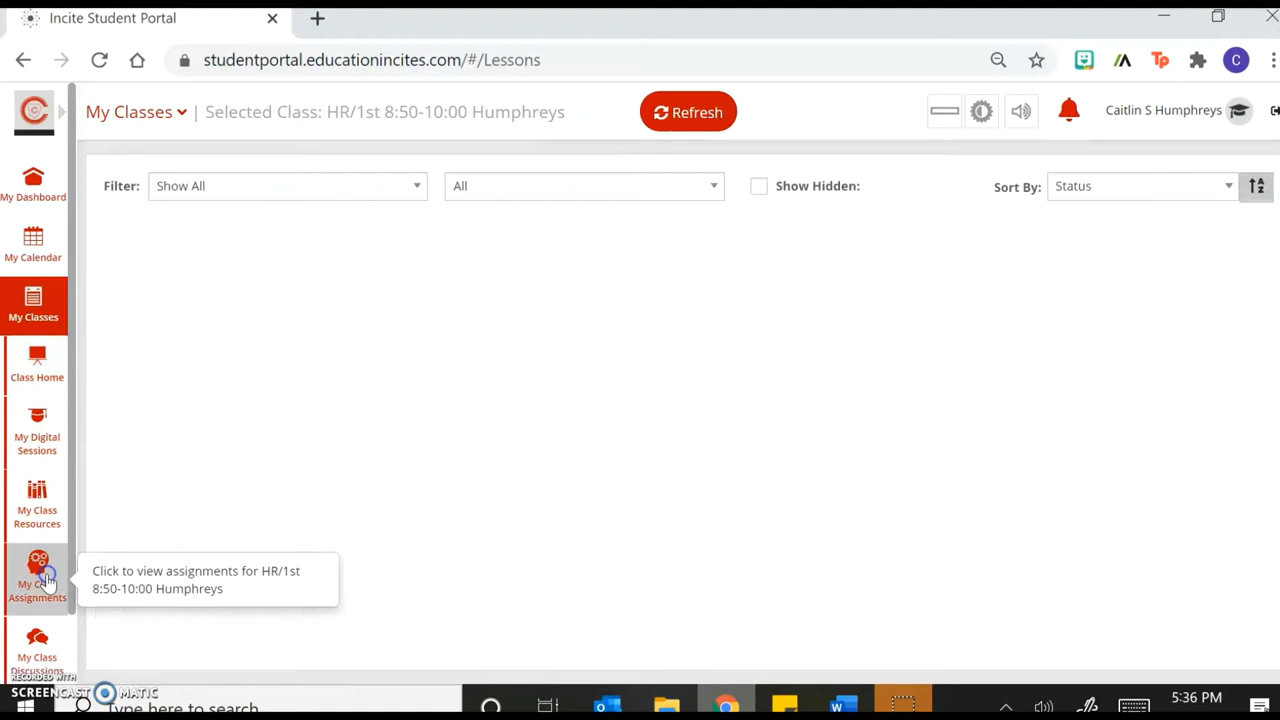 Incite Student Portal
studentportal.educationincites.com/#/Lessons
C
My Classes | Selected Class: HR/1st 8:50-10:00 Humphreys
Refresh
Caitlin S Humphreys
My Dashboard
My Calendar
My Classes
Class Home
My Digital
Sessions
My Class
Resources
My
Assignments
My Class
Discussions
Filter: Show All All Show Hidden: Sort By: Status
Click to view assignments for HR/1st
8:50-10:00 Humphreys
RECORDED WITH
SCREENCAST MATIC
Type here to search
5:36 PM